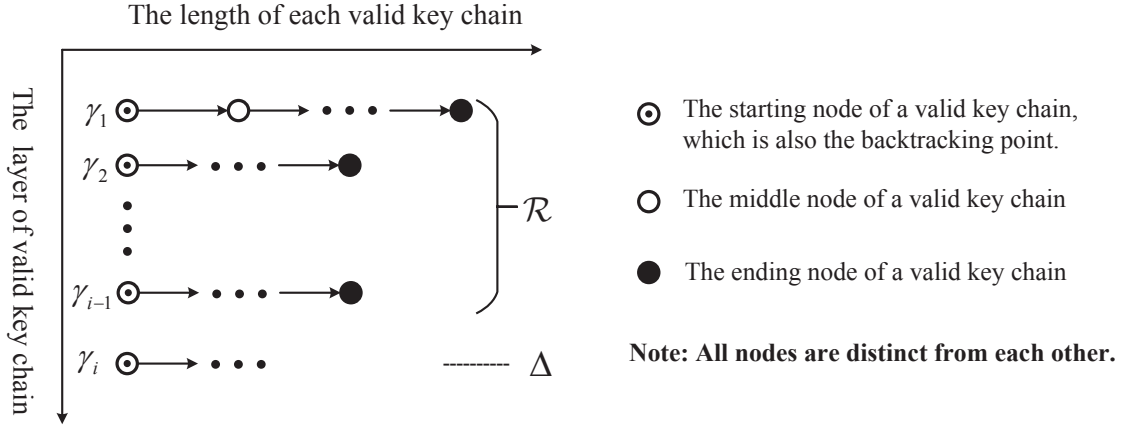 The length of each valid key chain
The layer of valid key chain
γ₁
γ₂
γᵢ₋₁
γᵢ
ℛ
Δ
The starting node of a valid key chain,
which is also the backtracking point.
The middle node of a valid key chain
The ending node of a valid key chain
Note: All nodes are distinct from each other.